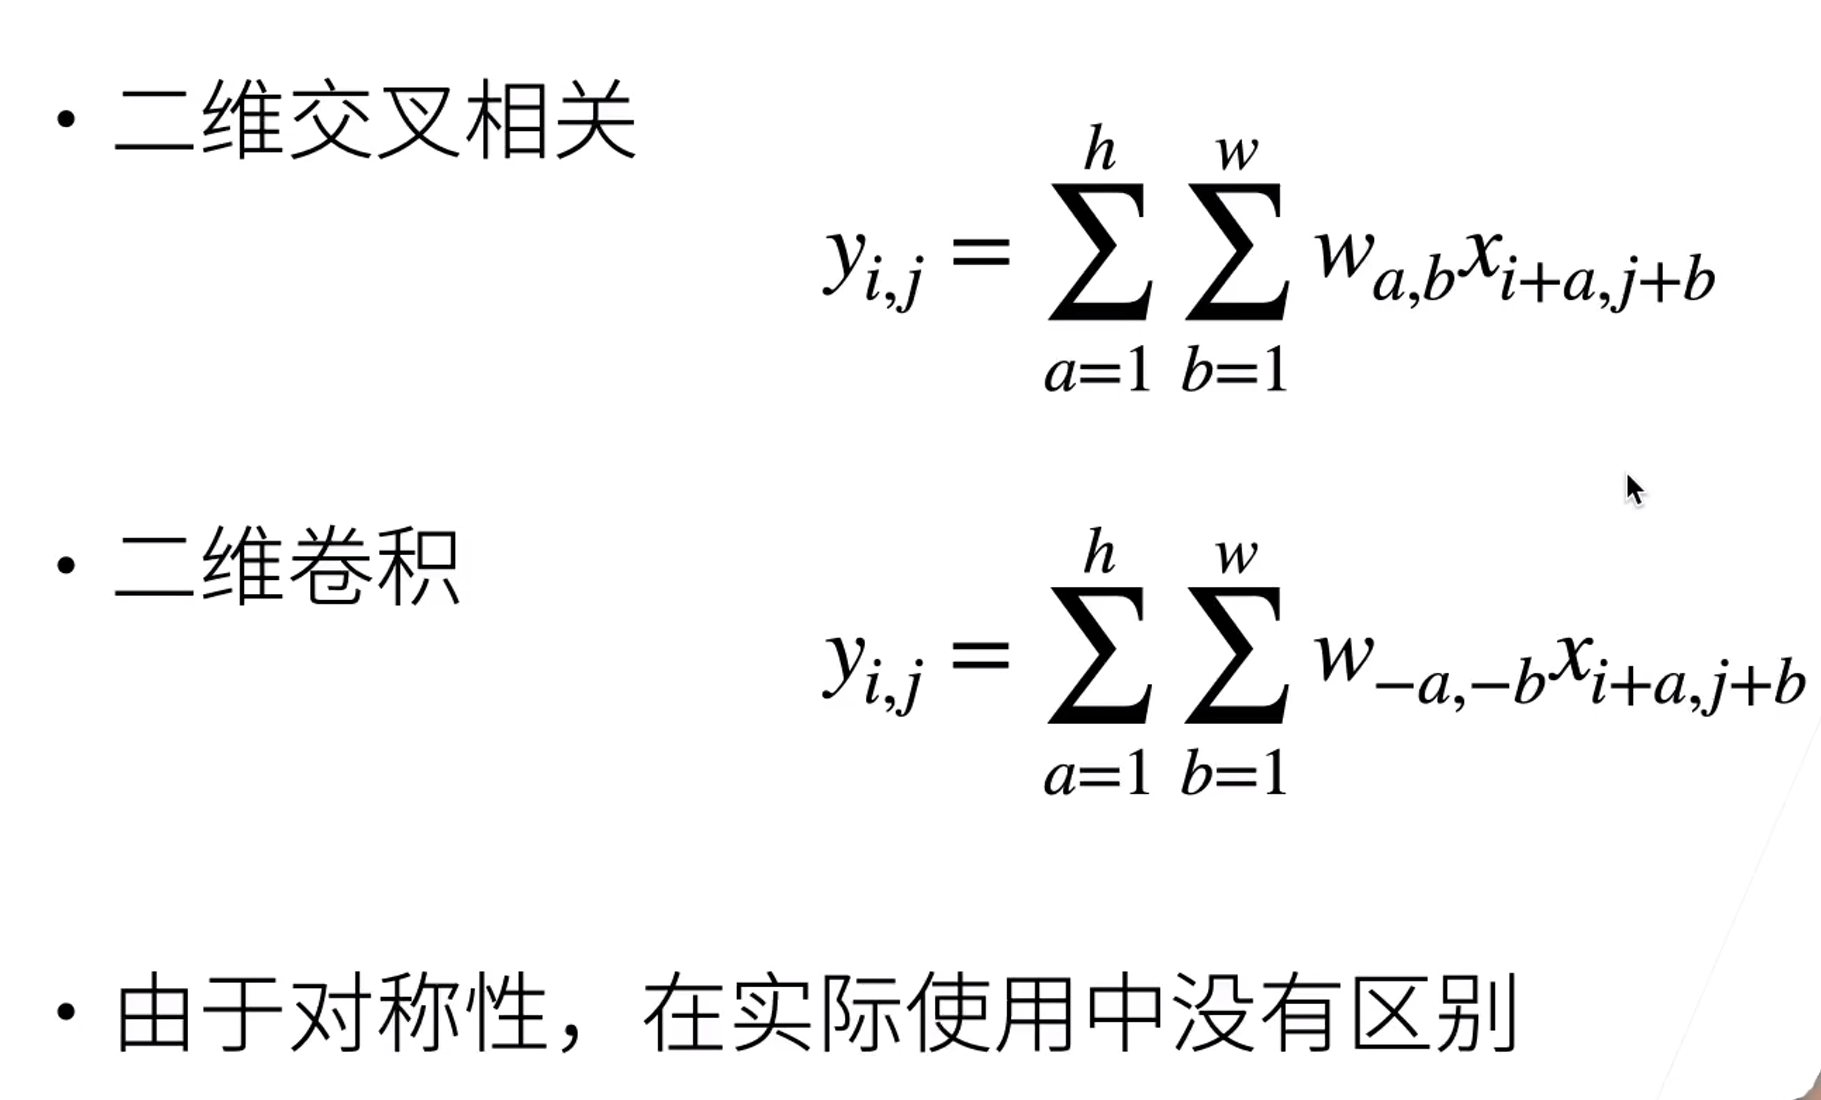 • 二维交叉相关
$y_{i,j} = \sum_{a=1}^{h} \sum_{b=1}^{w} w_{a,b} x_{i+a,j+b}$
• 二维卷积
$y_{i,j} = \sum_{a=1}^{h} \sum_{b=1}^{w} w_{-a,-b} x_{i+a,j+b}$
• 由于对称性，在实际使用中没有区别